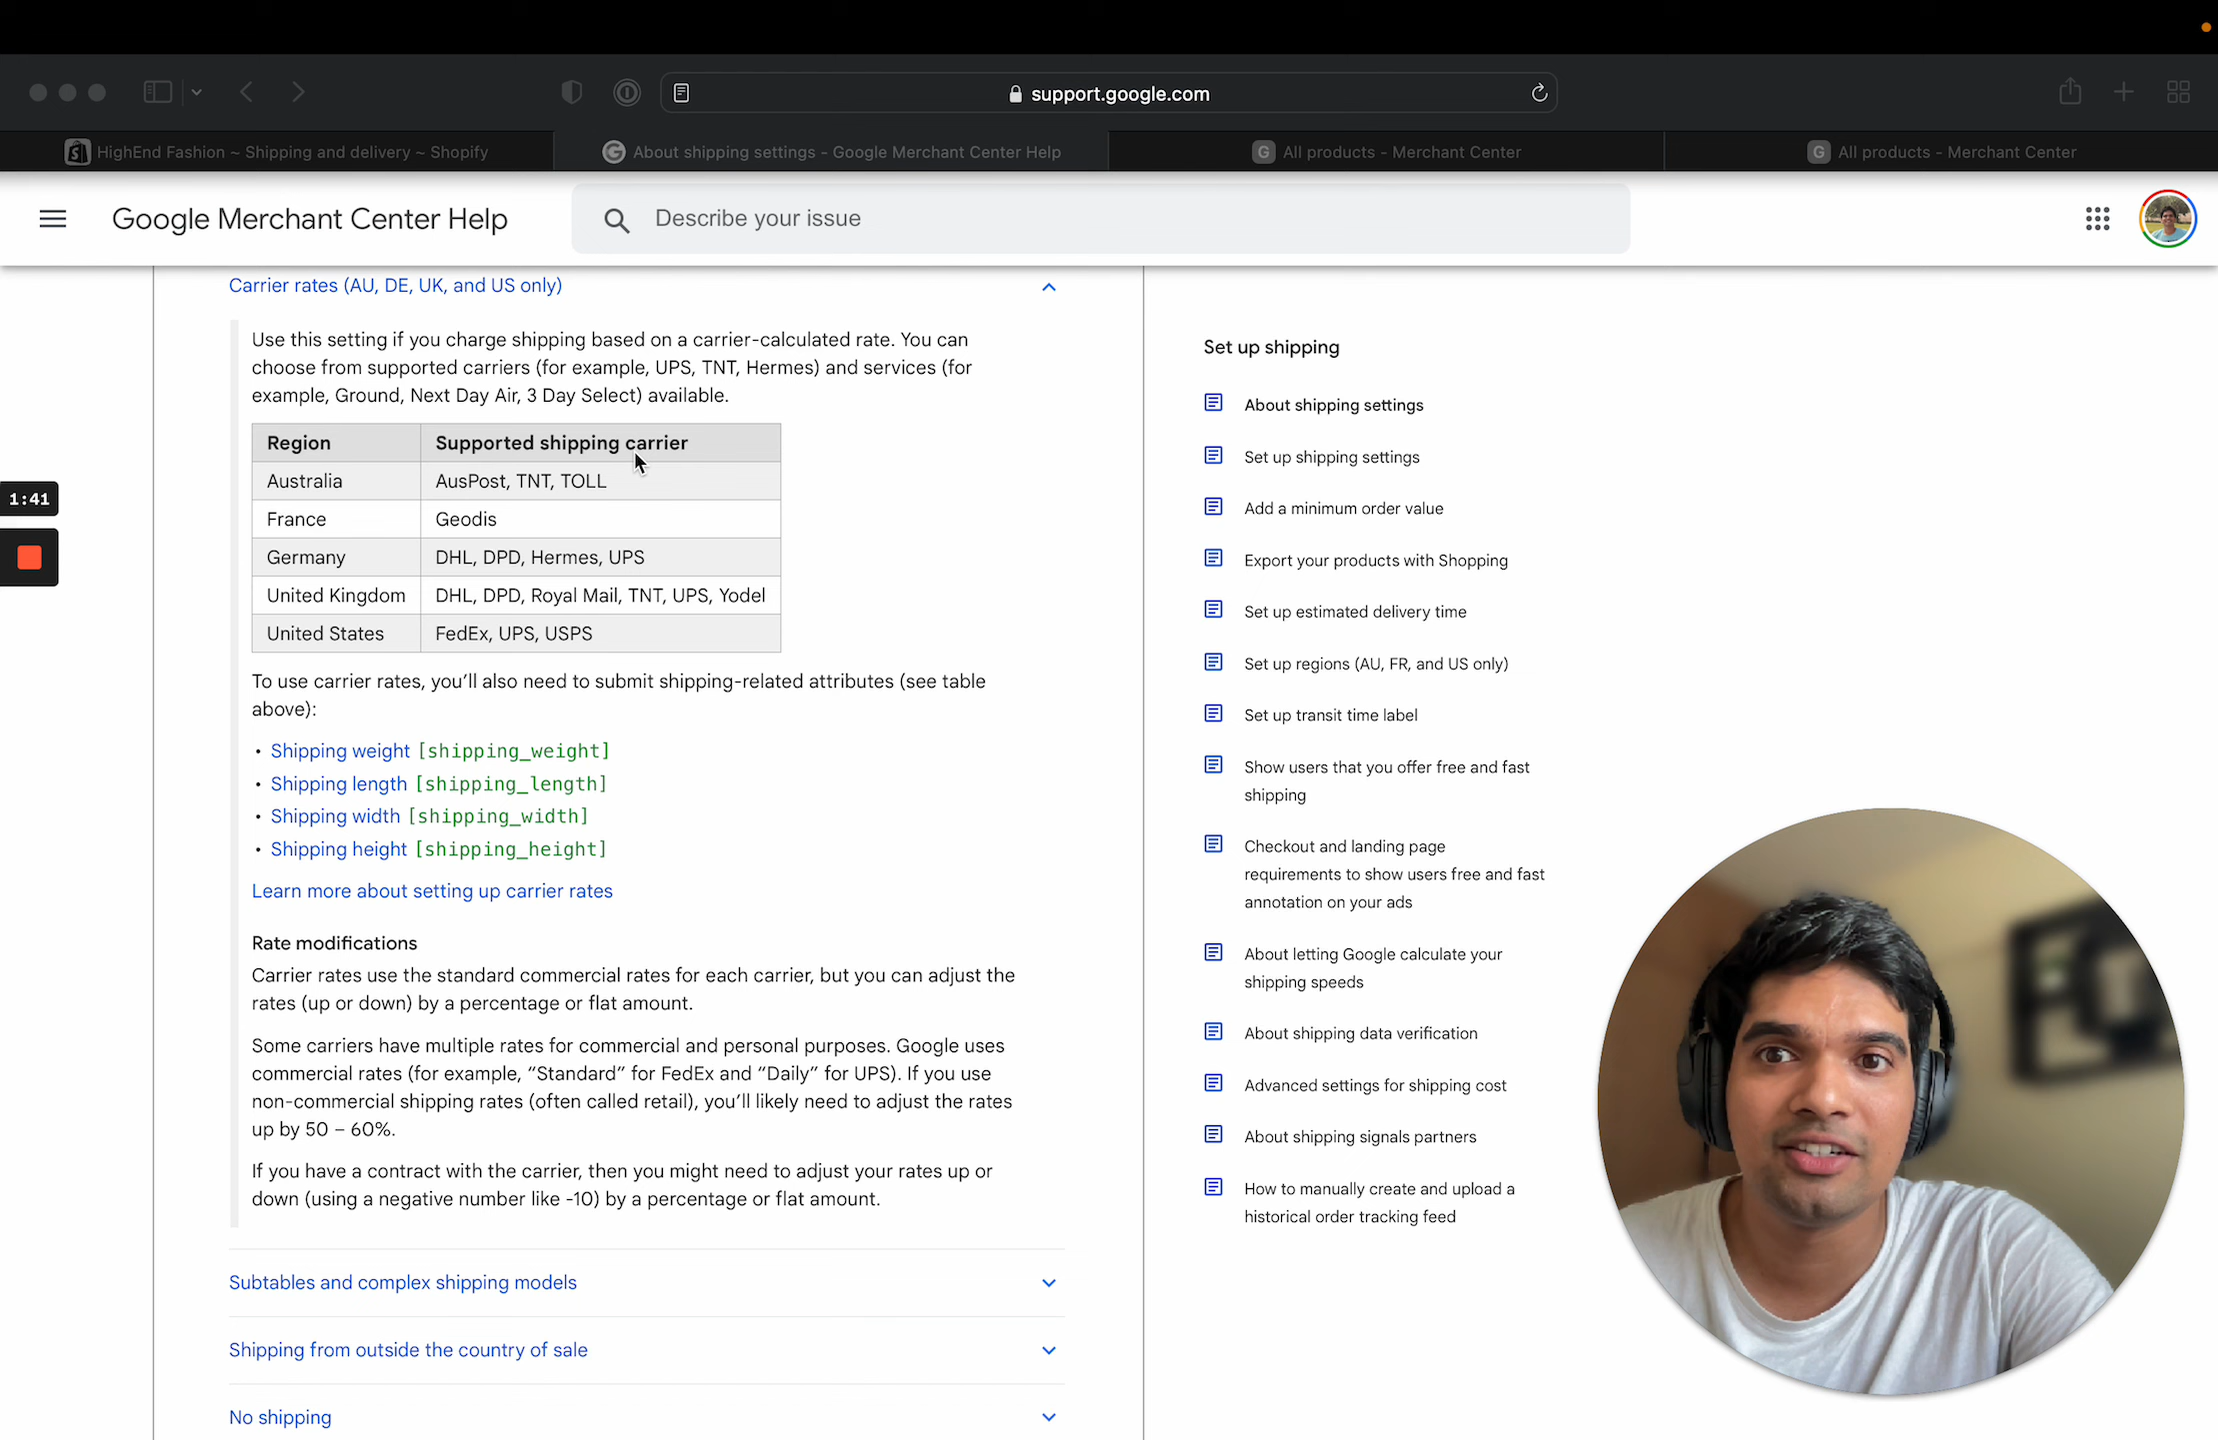 support.google.com
HighEnd Fashion ~ Shipping and delivery ~ Shopify
About shipping settings - Google Merchant Center Help
G All products - Merchant Center
G All products - Merchant Center
Google Merchant Center Help
Describe your issue
Carrier rates (AU, DE, UK, and US only)
Use this setting if you charge shipping based on a carrier-calculated rate. You can
choose from supported carriers (for example, UPS, TNT, Hermes) and services (for
example, Ground, Next Day Air, 3 Day Select) available.
Region Supported shipping carrier
Australia AusPost, TNT, TOLL
France Geodis
Germany DHL, DPD, Hermes, UPS
United Kingdom DHL, DPD, Royal Mail, TNT, UPS, Yodel
United States FedEx, UPS, USPS
1:41
To use carrier rates, you’ll also need to submit shipping-related attributes (see table
above):
• Shipping weight [shipping_weight]
• Shipping length [shipping_length]
• Shipping width [shipping_width]
• Shipping height [shipping_height]
Learn more about setting up carrier rates
Rate modifications
Carrier rates use the standard commercial rates for each carrier, but you can adjust the
rates (up or down) by a percentage or flat amount.
Some carriers have multiple rates for commercial and personal purposes. Google uses
commercial rates (for example, “Standard” for FedEx and “Daily” for UPS). If you use
non-commercial shipping rates (often called retail), you’ll likely need to adjust the rates
up by 50 – 60%.
If you have a contract with the carrier, then you might need to adjust your rates up or
down (using a negative number like -10) by a percentage or flat amount.
Subtables and complex shipping models
Shipping from outside the country of sale
No shipping
Set up shipping
About shipping settings
Set up shipping settings
Add a minimum order value
Export your products with Shopping
Set up estimated delivery time
Set up regions (AU, FR, and US only)
Set up transit time label
Show users that you offer free and fast
shipping
Checkout and landing page
requirements to show users free and fast
annotation on your ads
About letting Google calculate your
shipping speeds
About shipping data verification
Advanced settings for shipping cost
About shipping signals partners
How to manually create and upload a
historical order tracking feed